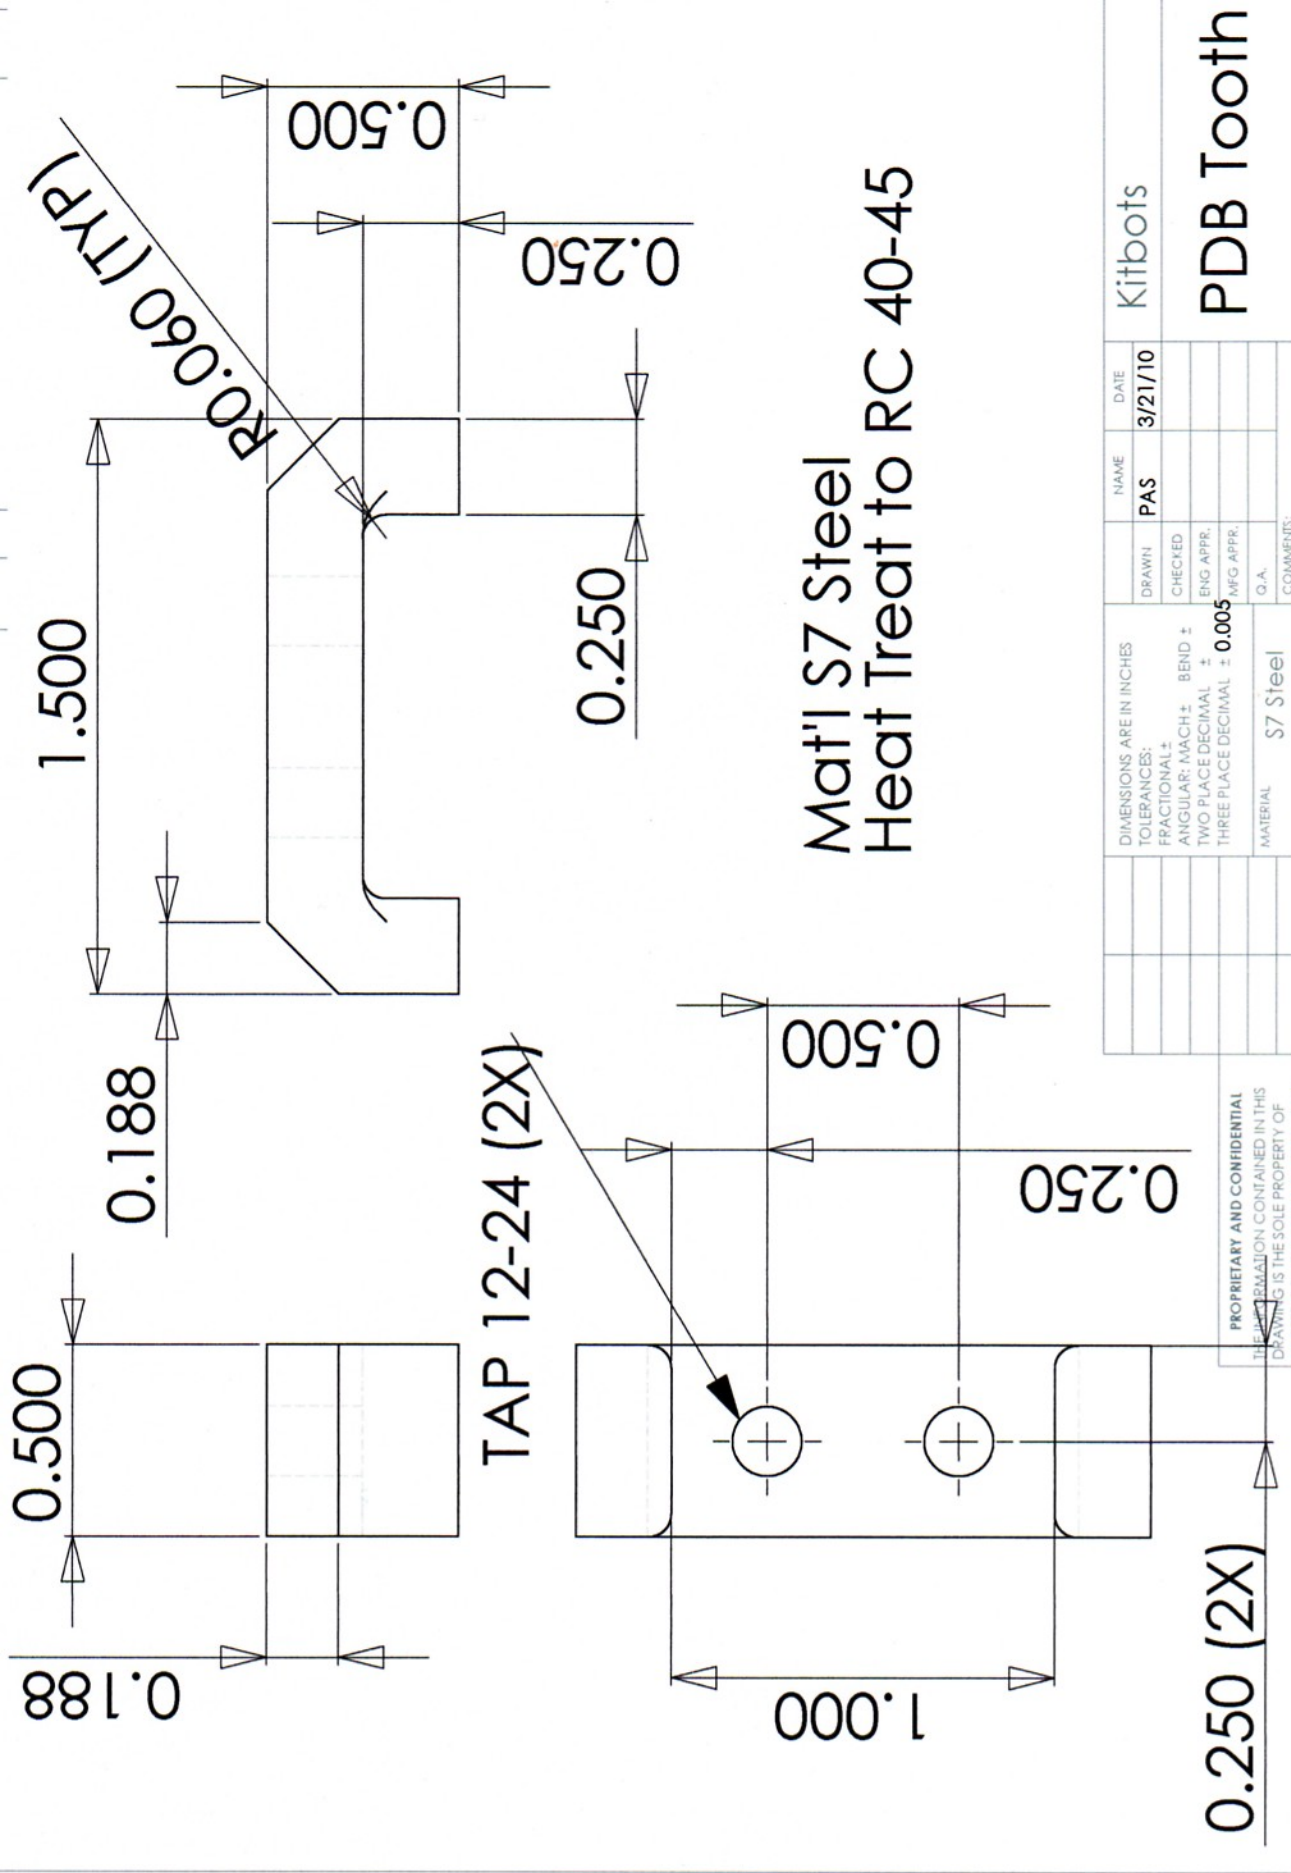 0.500
0.188
1.500
0.188
R0.060 (TYP)
0.500
0.250
0.250
TAP 12-24 (2X)
0.500
0.250
1.000
0.250 (2X)
Mat'l S7 Steel
Heat Treat to RC 40-45
PROPRIETARY AND CONFIDENTIAL
THE INFORMATION CONTAINED IN THIS
DRAWING IS THE SOLE PROPERTY OF
DIMENSIONS ARE IN INCHES
TOLERANCES:
FRACTIONAL ±
ANGULAR: MACH ± BEND ±
TWO PLACE DECIMAL ±
THREE PLACE DECIMAL ± 0.005
MATERIAL
S7 Steel
NAME DATE
DRAWN PAS 3/21/10
CHECKED
ENG APPR.
MFG APPR.
Q.A.
COMMENTS:
Kitbots
PDB Tooth